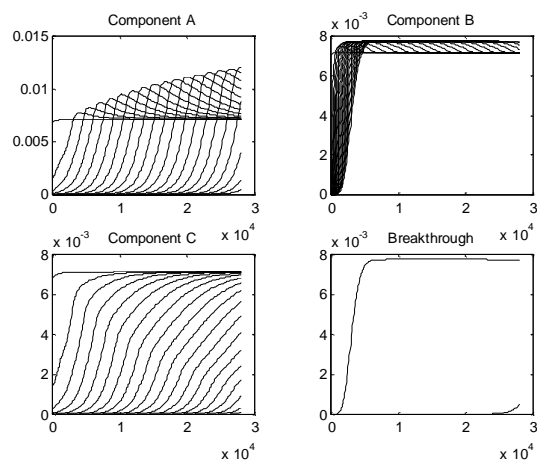 Component A
0.015
0.01
0.005
0
0 1 2 3
x 10^4
Component B
x 10^-3
8
6
4
2
0
0 1 2 3
x 10^4
Component C
x 10^-3
8
6
4
2
0
0 1 2 3
x 10^4
Breakthrough
x 10^-3
8
6
4
2
0
0 1 2 3
x 10^4